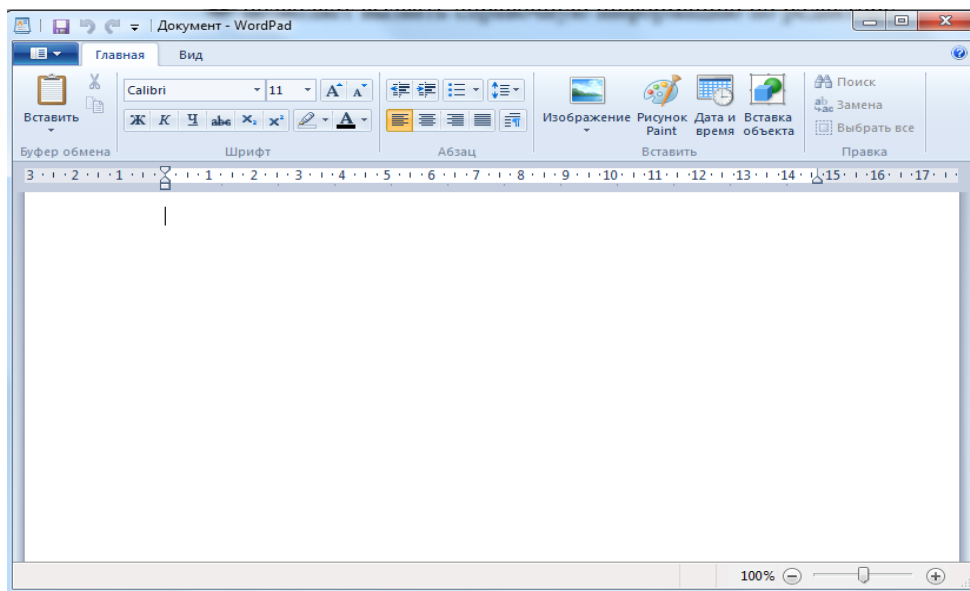 Документ - WordPad
Главная Вид
Вставить
Буфер обмена
Calibri 11
Ж К Ч abc X₂ X² A
Шрифт
Абзац
Изображение
Рисунок Paint
Дата и время
Вставка объекта
Вставить
Поиск
Замена
Выбрать все
Правка
3 2 1 1 2 3 4 5 6 7 8 9 10 11 12 13 14 15 16 17
100%